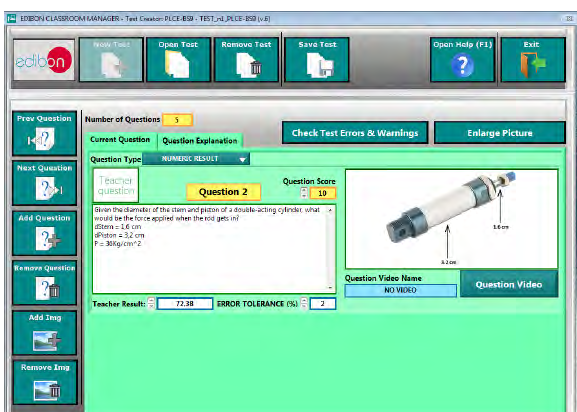 EDIBON CLASSROOM MANAGER - Test Creator: PLCE-BS9 - TEST_n1_PLCE-BS9 (v.6)
edibon
New Test
Open Test
Remove Test
Save Test
Open Help (F1)
Exit
Prev Question
Next Question
Add Question
Remove Question
Add Img
Remove Img
Number of Questions 5
Current Question
Question Explanation
Check Test Errors & Warnings
Enlarge Picture
Question Type NUMERIC RESULT
Teacher
question
Question 2
Question Score
10
Given the diameter of the stem and piston of a double-acting cylinder, what
would be the force applied when the rod gets in?
dStem = 1,6 cm
dPiston = 3,2 cm
P = 30Kg/cm^2
Teacher Result: 72.38 ERROR TOLERANCE (%) 2
1.6 cm
3.2 cm
Question Video Name
NO VIDEO
Question Video